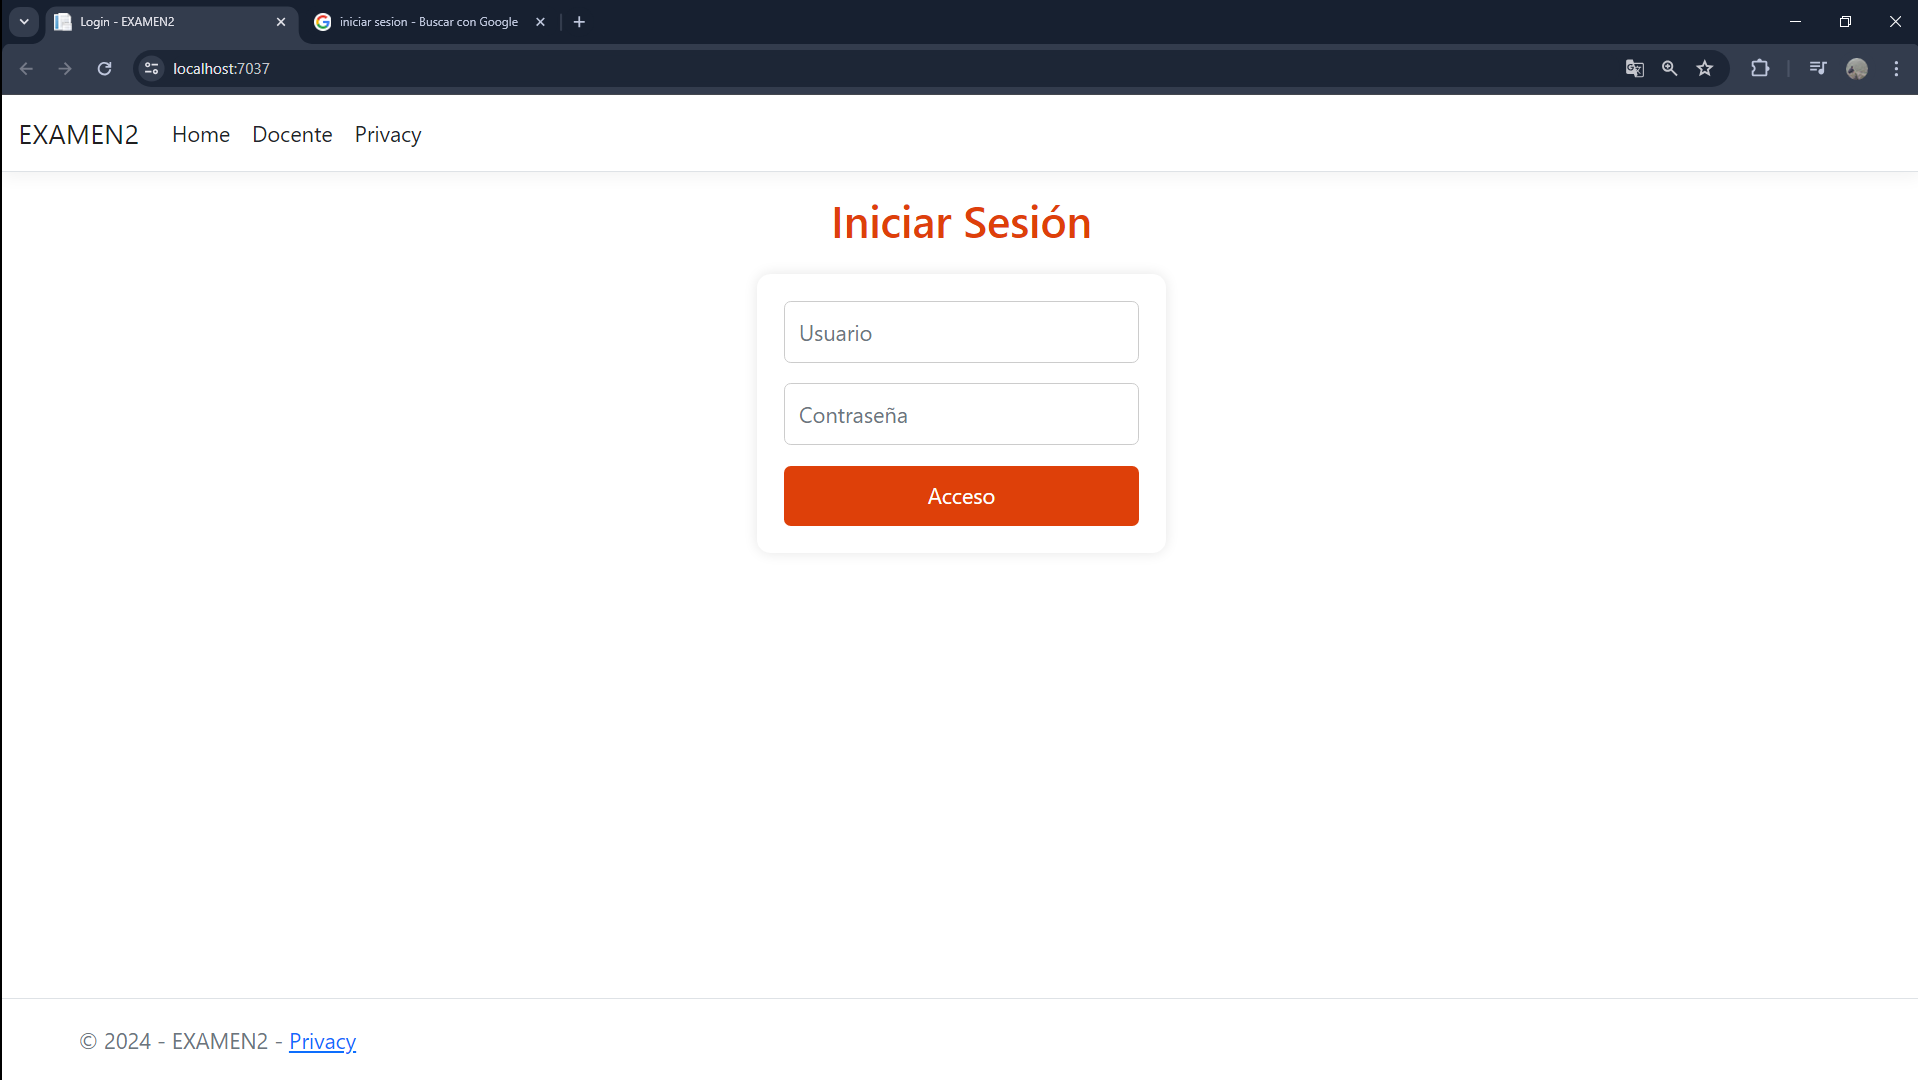 Login - EXAMEN2
iniciar sesion - Buscar con Google
localhost:7037
EXAMEN2 Home Docente Privacy
Iniciar Sesión
Usuario
Contraseña
Acceso
© 2024 - EXAMEN2 - Privacy